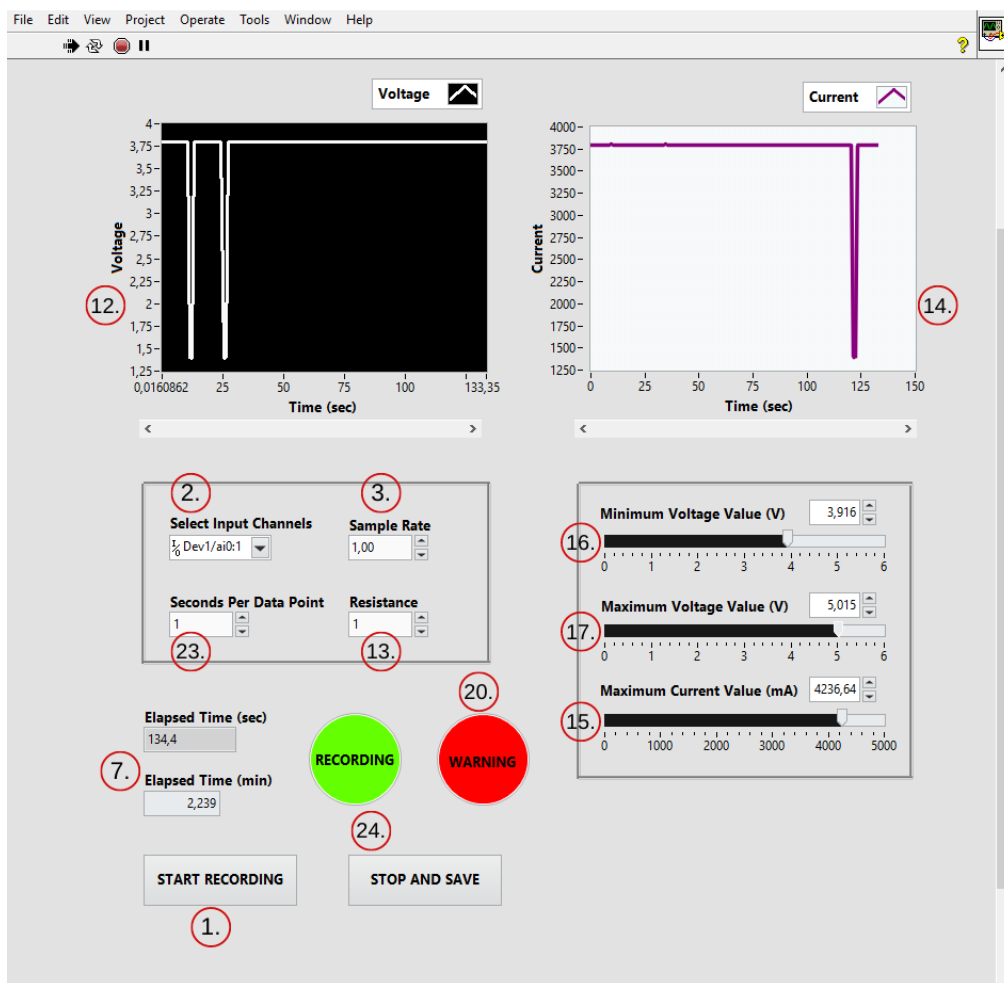 File Edit View Project Operate Tools Window Help
?
Voltage
4
3,75
3,5
3,25
3
2,75
2,5
2,25
2
1,75
1,5
1,25
Voltage
12.
0,0160862 25 50 75 100 133,35
Time (sec)
Current
4000
3750
3500
3250
3000
2750
2500
2250
2000
1750
1500
1250
Current
14.
0 25 50 75 100 125 150
Time (sec)
2. 3.
Select Input Channels Sample Rate
I/O Dev1/ai0:1 1,00
Seconds Per Data Point Resistance
1 1
23. 13.
Minimum Voltage Value (V) 3,916
16.
0 1 2 3 4 5 6
Maximum Voltage Value (V) 5,015
17.
0 1 2 3 4 5 6
Maximum Current Value (mA) 4236,64
15.
0 1000 2000 3000 4000 5000
20.
Elapsed Time (sec)
134,4
7.
Elapsed Time (min)
2,239
RECORDING WARNING
24.
START RECORDING STOP AND SAVE
1.